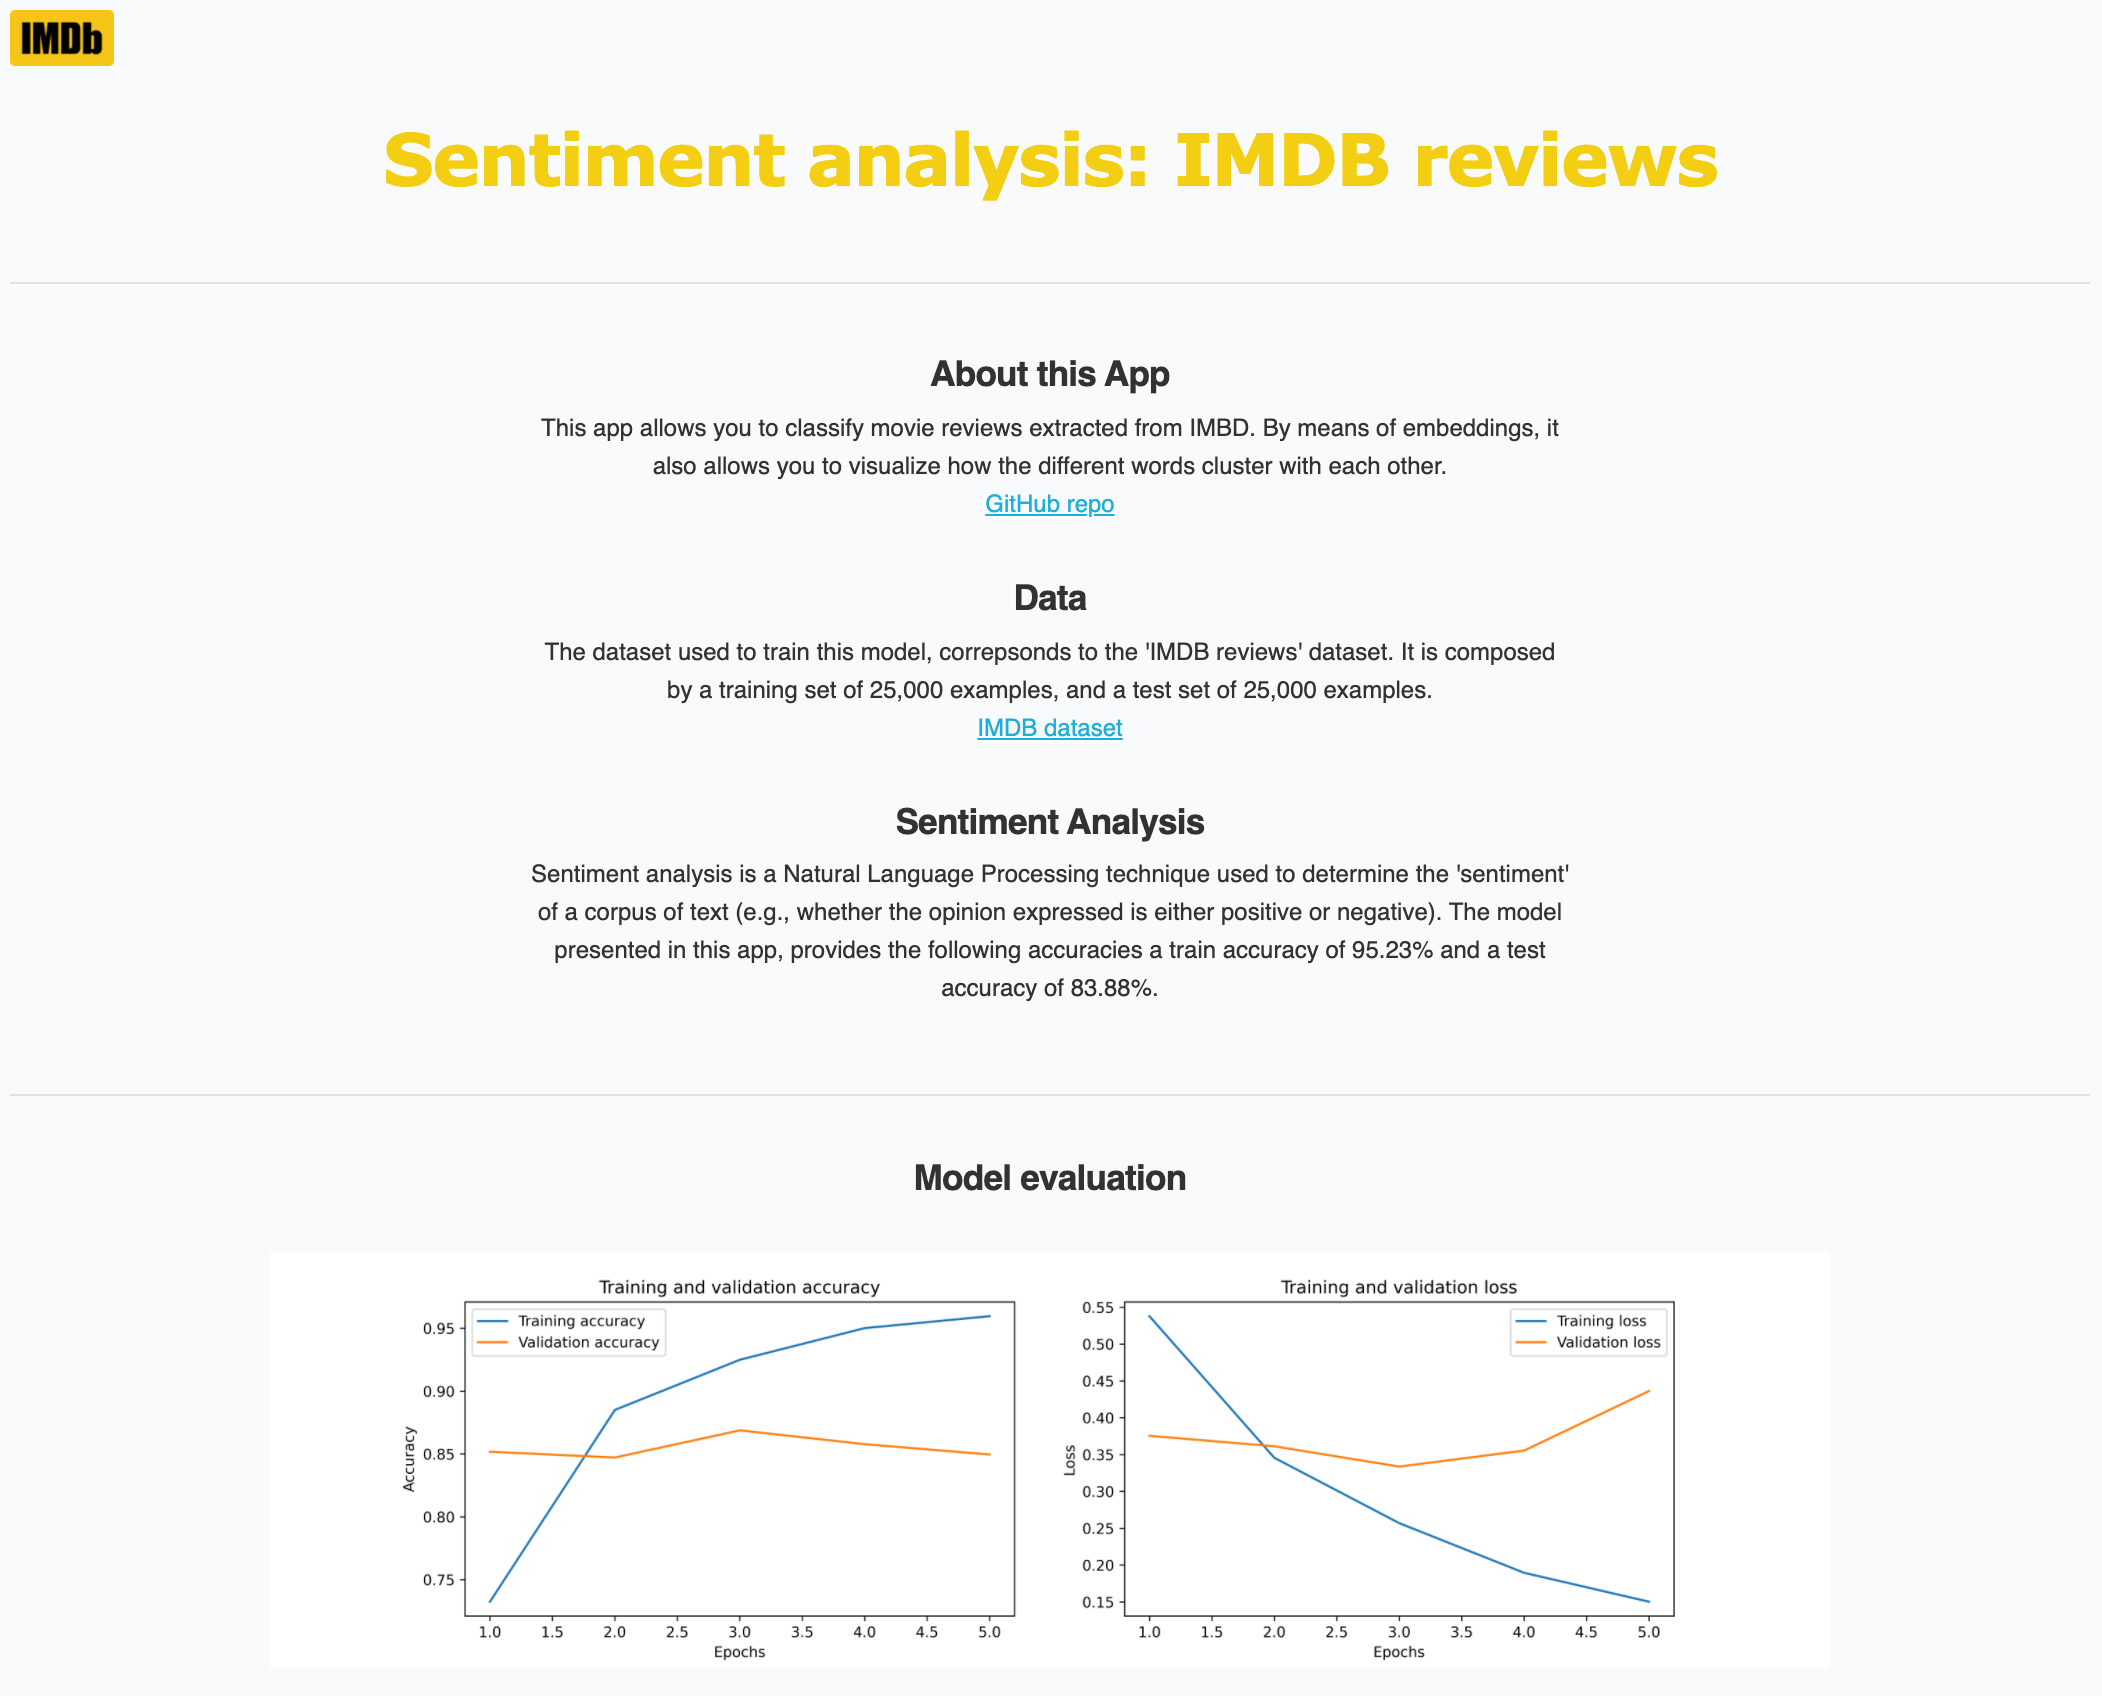 IMDb
Sentiment analysis: IMDB reviews
About this App
This app allows you to classify movie reviews extracted from IMBD. By means of embeddings, it
also allows you to visualize how the different words cluster with each other.
GitHub repo
Data
The dataset used to train this model, correpsonds to the 'IMDB reviews' dataset. It is composed
by a training set of 25,000 examples, and a test set of 25,000 examples.
IMDB dataset
Sentiment Analysis
Sentiment analysis is a Natural Language Processing technique used to determine the 'sentiment'
of a corpus of text (e.g., whether the opinion expressed is either positive or negative). The model
presented in this app, provides the following accuracies a train accuracy of 95.23% and a test
accuracy of 83.88%.
Model evaluation
Training and validation accuracy
Training accuracy
Validation accuracy
0.95
0.90
0.85
0.80
0.75
Accuracy
1.0 1.5 2.0 2.5 3.0 3.5 4.0 4.5 5.0
Epochs
Training and validation loss
Training loss
Validation loss
0.55
0.50
0.45
0.40
0.35
0.30
0.25
0.20
0.15
Loss
1.0 1.5 2.0 2.5 3.0 3.5 4.0 4.5 5.0
Epochs